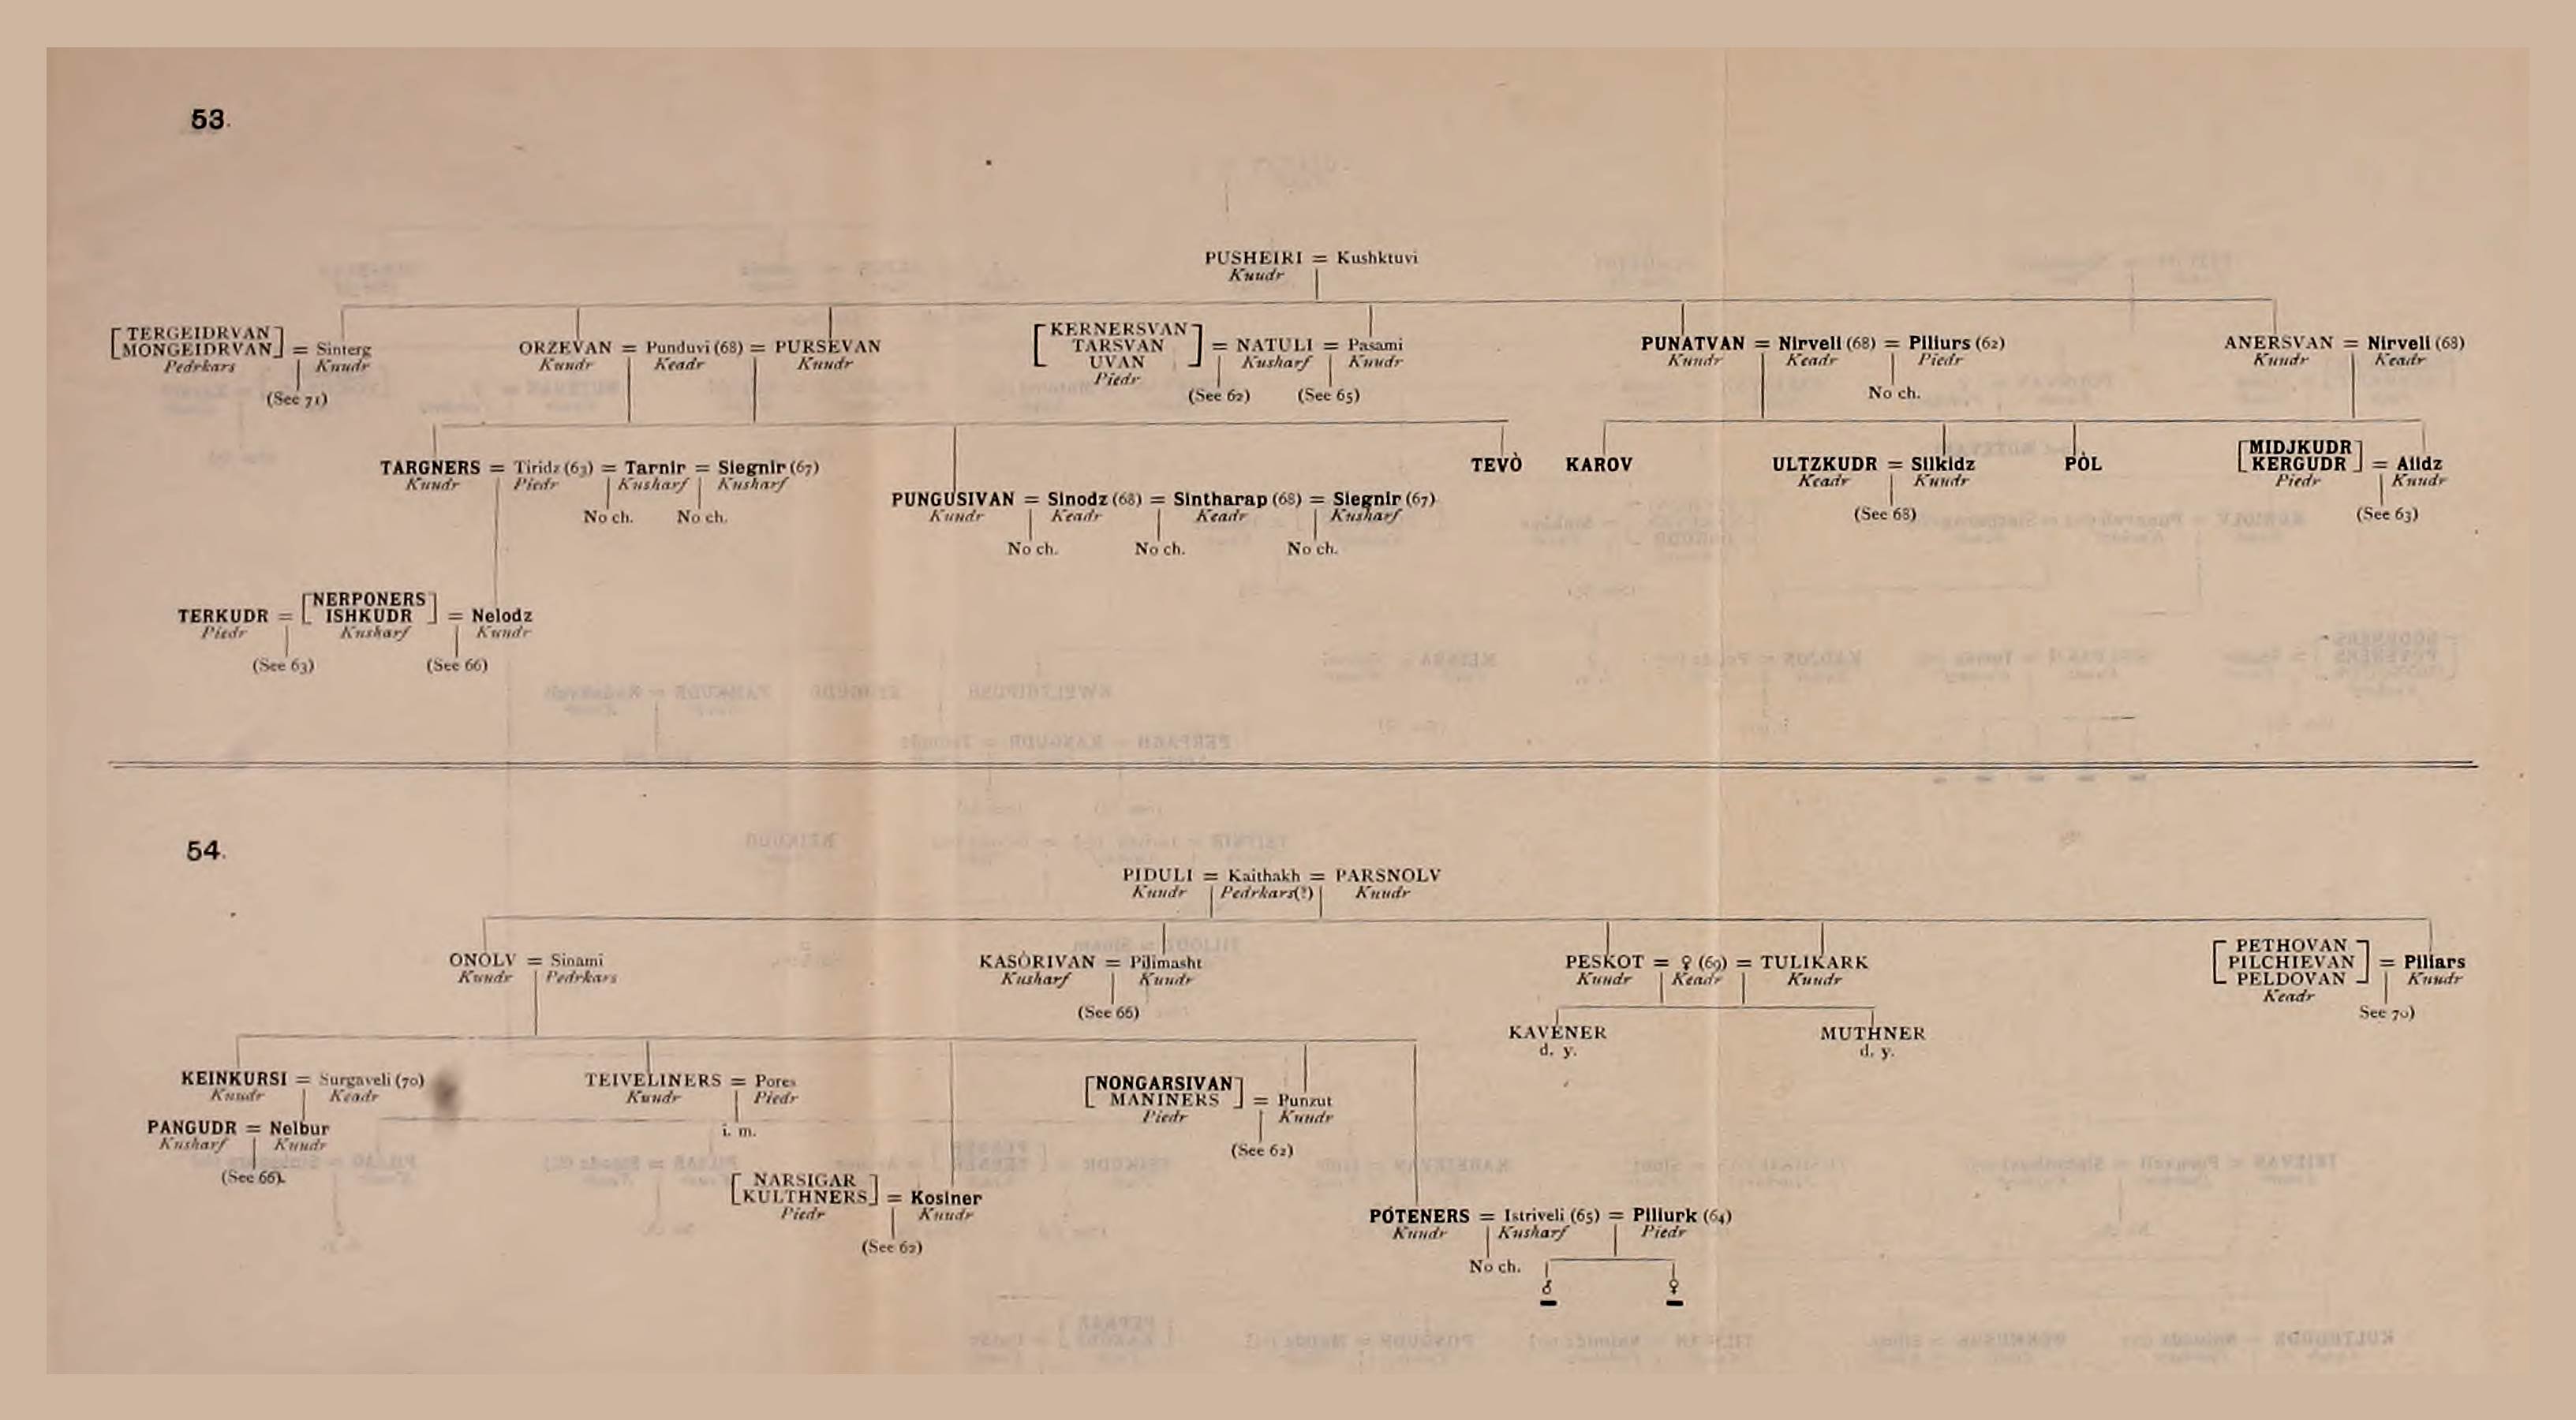 53.
PUSHEIRI = Kushktuvi
Kuudr
[TERGEIDRVAN
MONGEIDRVAN] = Sinterg
Pedrkars Kuudr
(See 71)
ORZEVAN = Punduvi (68) = PURSEVAN
Kuudr Keadr Kuudr
[KERNERSVAN
TARSVAN
UVAN] = NATULI = Pasami
Piedr Kusharf Kuudr
(See 62) (See 65)
PUNATVAN = Nirveli (68) = Piliurs (62)
Kuudr Keadr Piedr
No ch.
ANERSVAN = Nirveli (68)
Kuudr Keadr
TARGNERS = Tiridz (63) = Tarnir = Siegnir (67)
Kuudr Piedr Kusharf Kusharf
No ch. No ch.
PUNGUSIVAN = Sinodz (68) = Sintharap (68) = Siegnir (67)
Kuudr Keadr Keadr Kusharf
No ch. No ch. No ch.
TEVÒ
KAROV
ULTZKUDR = Silkidz
Keadr Kuudr
(See 68)
PÒL
[MIDJKUDR
KERGUDR] = Alidz
Piedr Kuudr
(See 63)
TERKUDR = [NERPONERS
ISHKUDR] = Nelodz
Piedr Kusharf Kuudr
(See 63) (See 66)
54.
PIDULI = Kaithakh = PARSNOLV
Kuudr Pedrkars(?) Kuudr
ONOLV = Sinami
Kuudr Pedrkars
KASÒRIVAN = Pilimasht
Kusharf Kuudr
(See 66)
PESKOT = ♀ (69) = TULIKARK
Kuudr Keadr Kuudr
[PETHOVAN
PILCHIEVAN
PELDOVAN] = Piliars
Keadr Kuudr
See 70)
KAVENER
d. y.
MUTHNER
d. y.
KEINKURSI = Surgaveli (70)
Kuudr Keadr
PANGUDR = Nelbur
Kusharf Kuudr
(See 66).
TEIVELINERS = Pores
Kuudr Piedr
i. m.
[NARSIGAR
KULTHNERS] = Kosiner
Piedr Kuudr
(See 62)
[NONGARSIVAN
MANINERS] = Punzut
Piedr Kuudr
(See 62)
PÓTENERS = Istriveli (65) = Piliurk (64)
Kuudr Kusharf Piedr
No ch. ♂ ♀